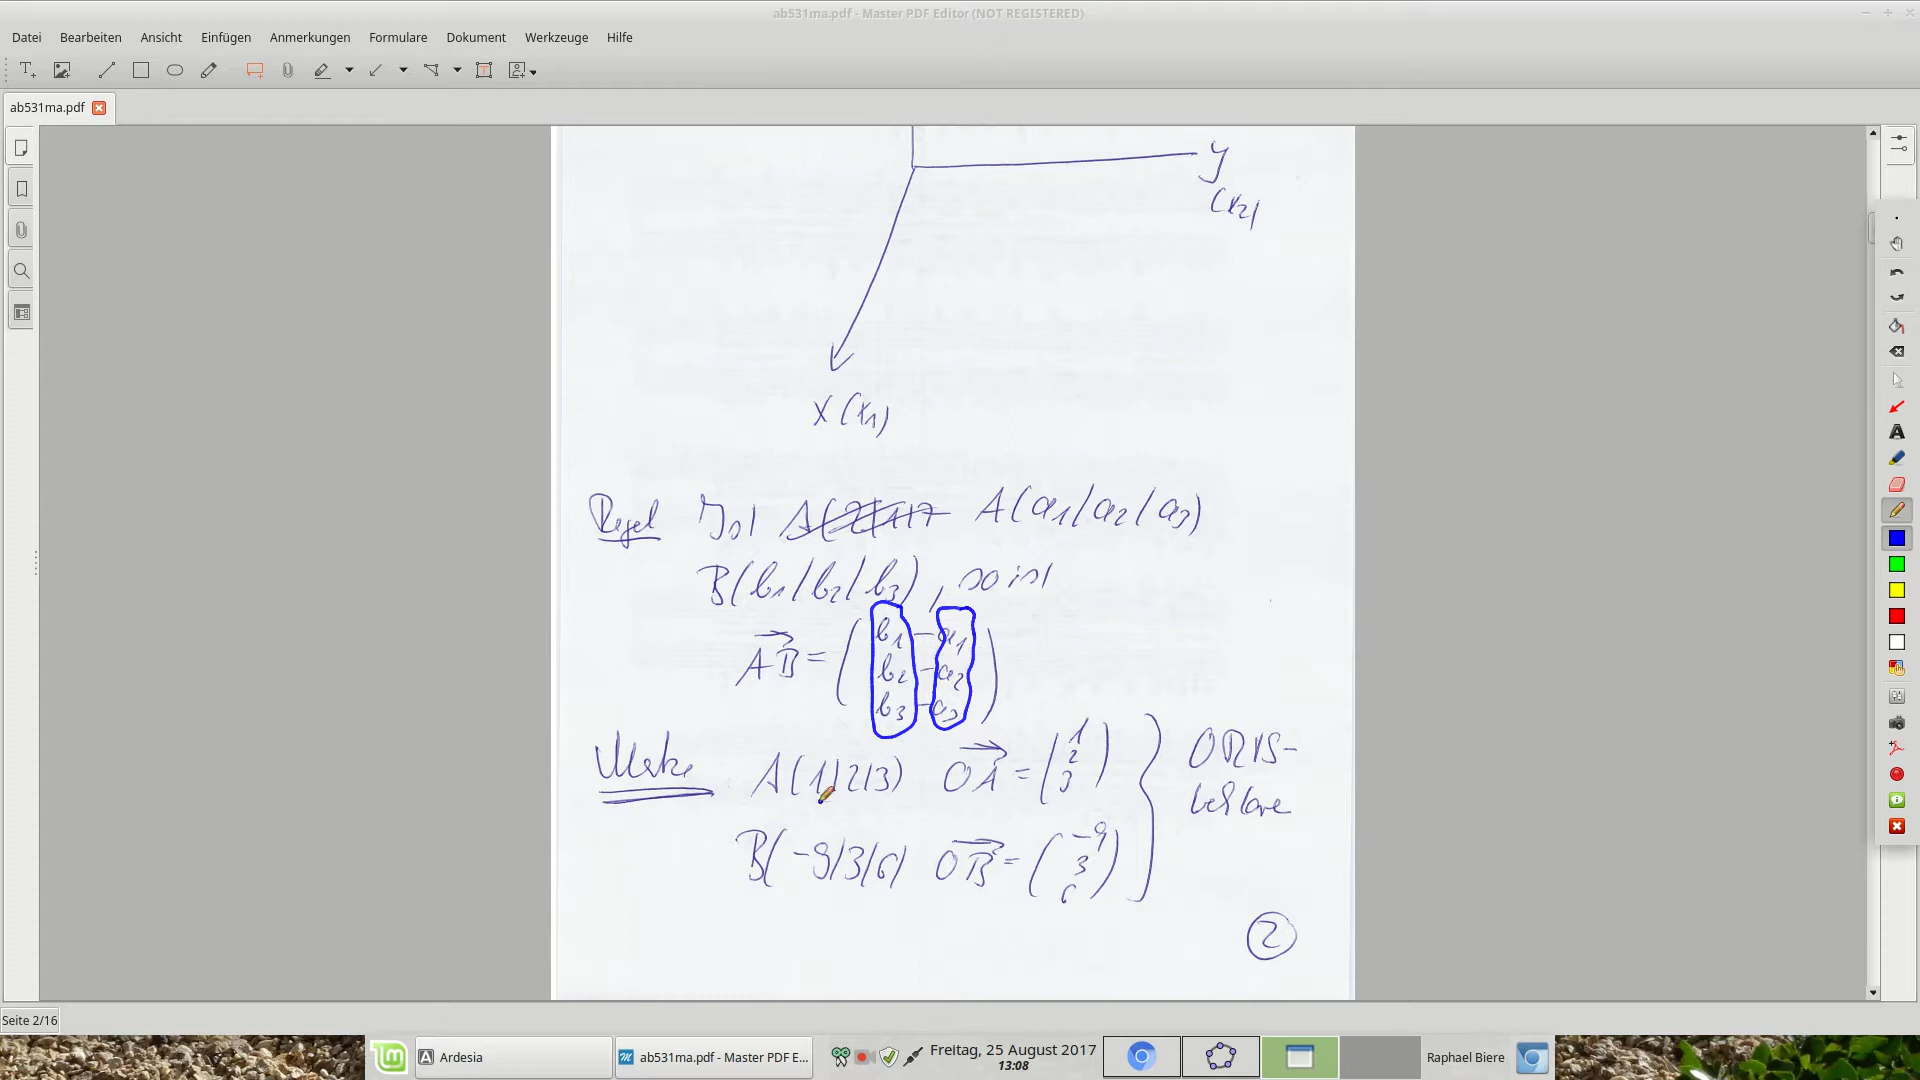 ab531ma.pdf - Master PDF Editor (NOT REGISTERED)
Datei Bearbeiten Ansicht Einfügen Anmerkungen Formulare Dokument Werkzeuge Hilfe
ab531ma.pdf
y
(x2)
x (x1)
Regel Ist A(a1/a2/a3)
B(b1/b2/b3), so ist
AB = (b1 - a1
b2 - a2
b3 - a3)
Merke A(1/2/3) OA = (1 2 3) ORTS-
vektoren
B(-9/3/6) OB = (-9 3 6)
2
Seite 2/16
Ardesia
ab531ma.pdf - Master PDF E...
Freitag, 25 August 2017
13:08
Raphael Biere